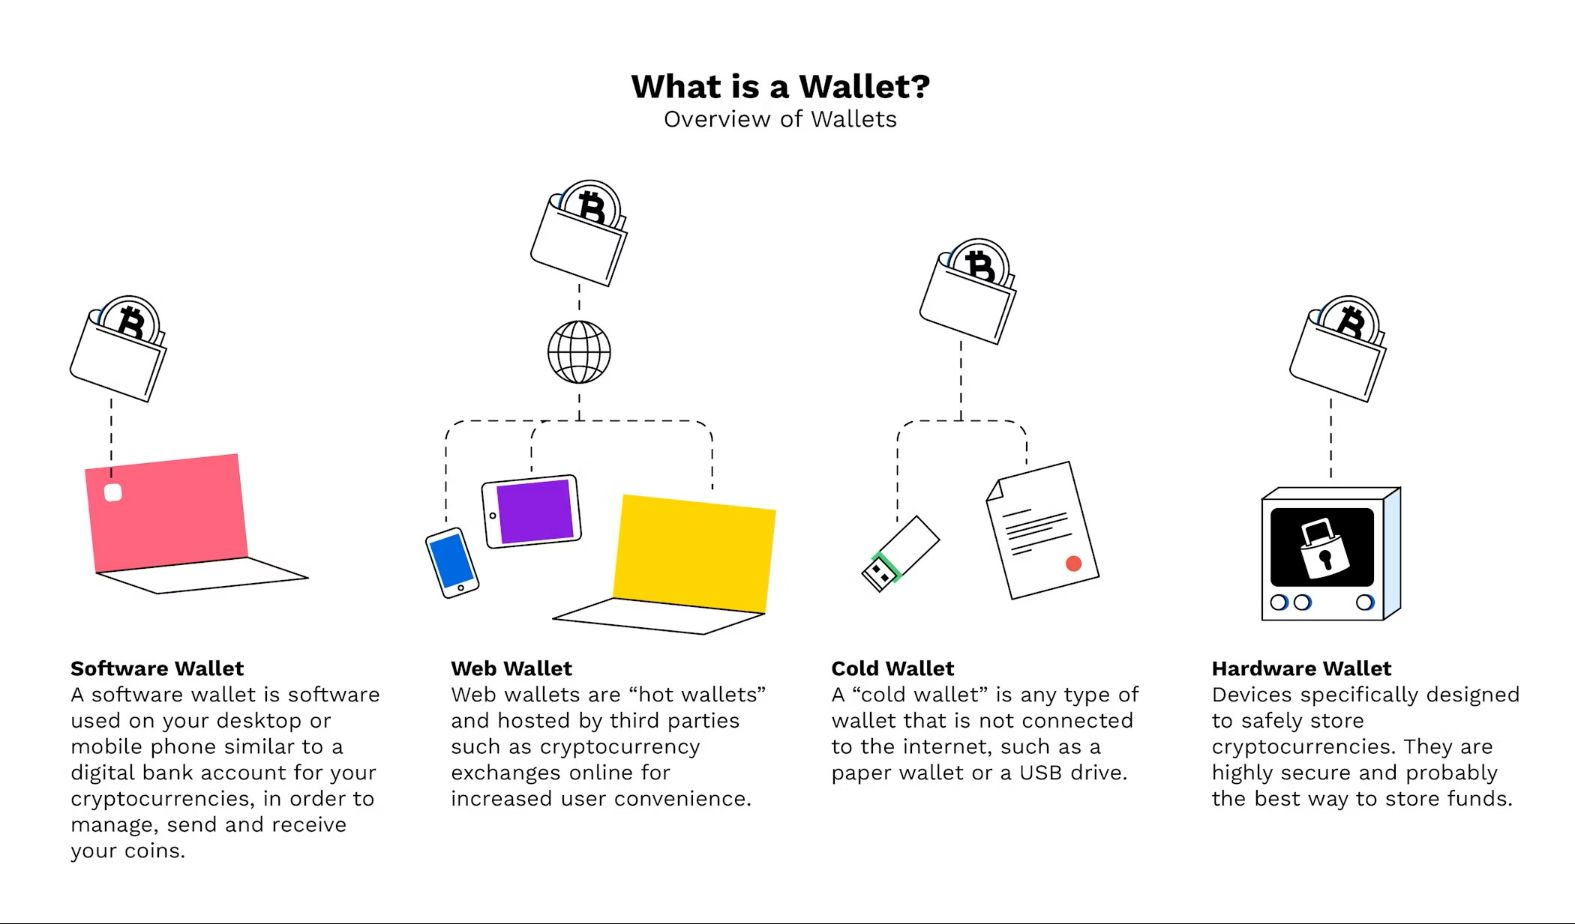 What is a Wallet?
Overview of Wallets
Software Wallet
A software wallet is software
used on your desktop or
mobile phone similar to a
digital bank account for your
cryptocurrencies, in order to
manage, send and receive
your coins.
Web Wallet
Web wallets are “hot wallets”
and hosted by third parties
such as cryptocurrency
exchanges online for
increased user convenience.
Cold Wallet
A “cold wallet” is any type of
wallet that is not connected
to the internet, such as a
paper wallet or a USB drive.
Hardware Wallet
Devices specifically designed
to safely store
cryptocurrencies. They are
highly secure and probably
the best way to store funds.